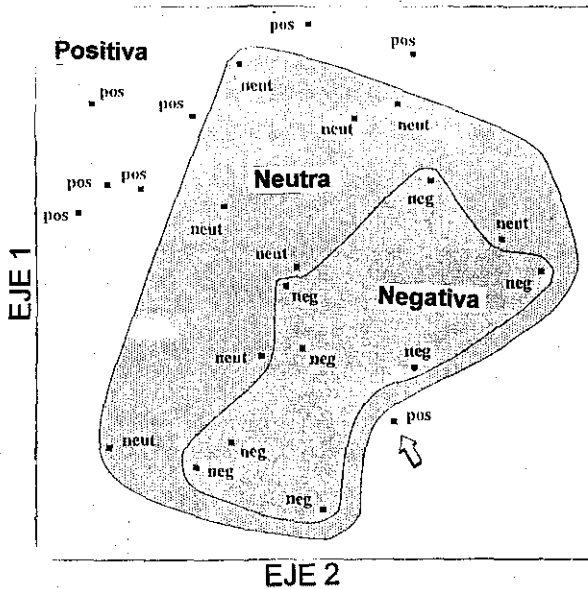 pos
Positiva
pos
neut
pos
pos
neut
neut
Neutra
pos
pos
neg
pos
neut
neut
neut
EJE 1
neg
neg
Negativa
neut
neg
neg
pos
neut
neg
neg
neg
EJE 2